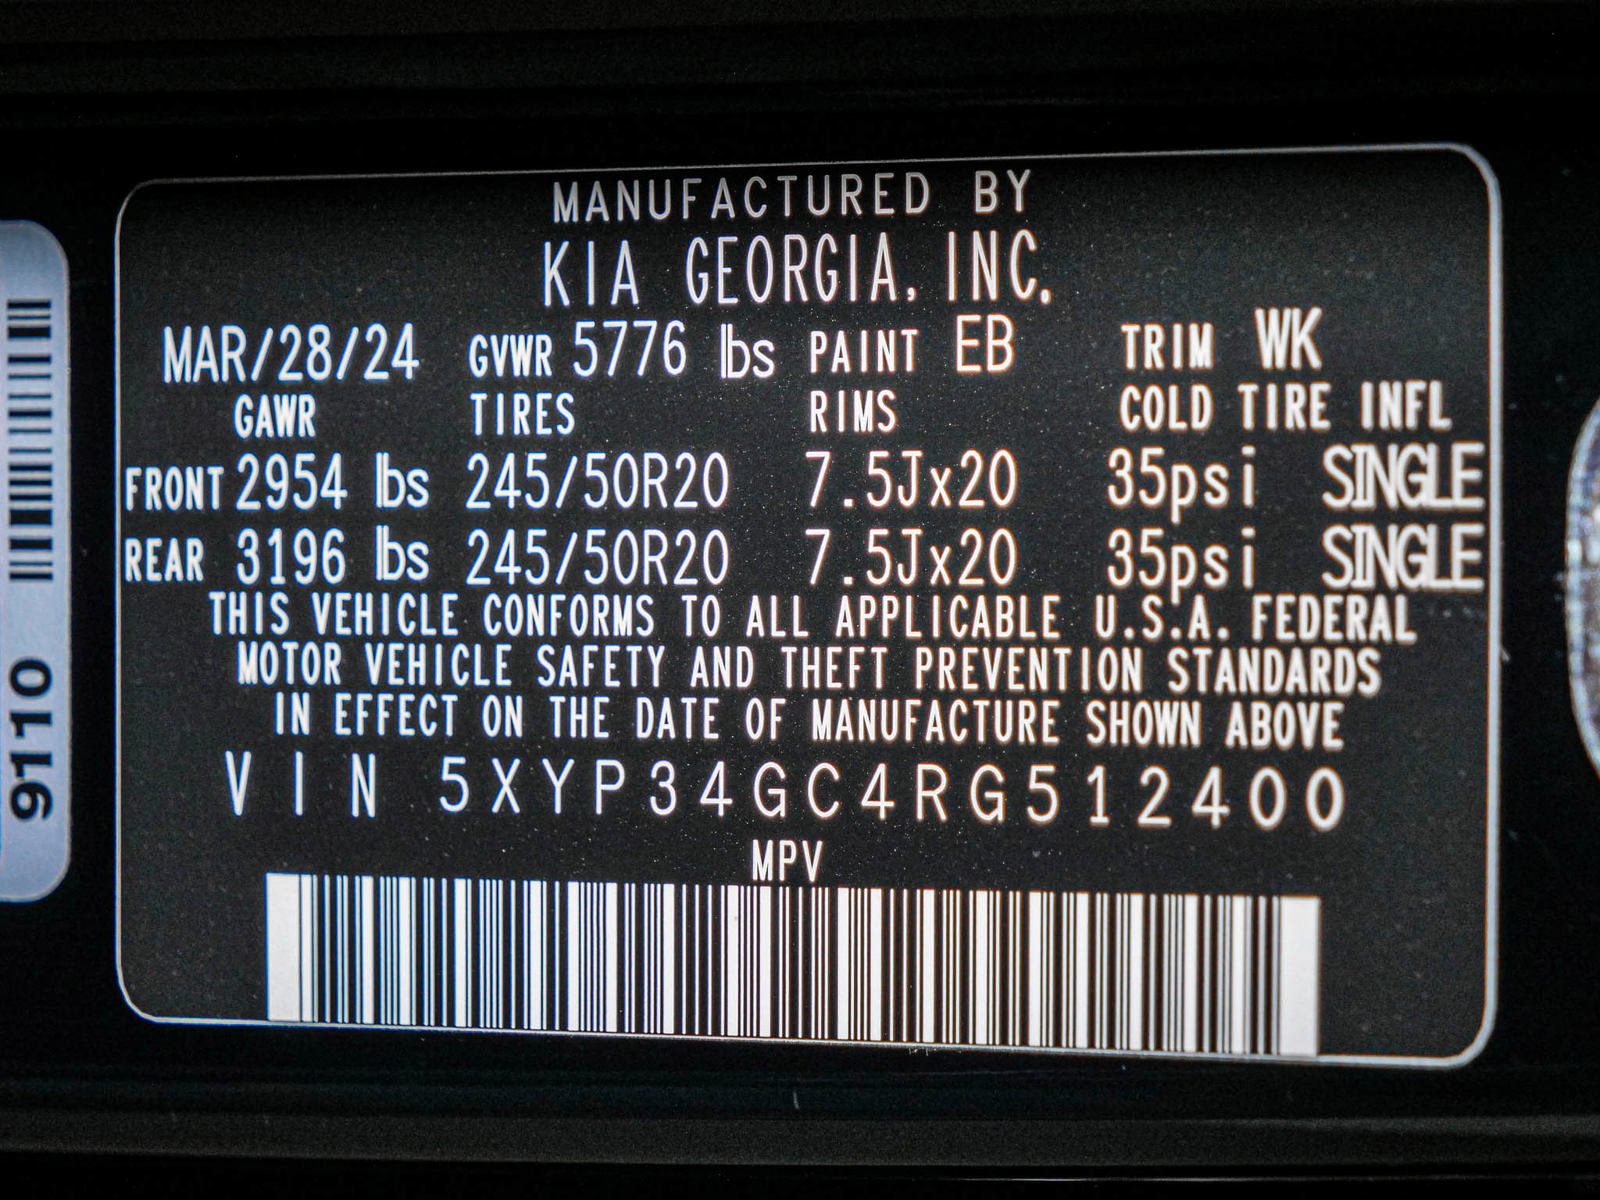 MANUFACTURED BY
KIA GEORGIA, INC.
MAR/28/24 GVWR 5776 lbs PAINT EB TRIM WK
GAWR TIRES RIMS COLD TIRE INFL
FRONT 2954 lbs 245/50R20 7.5Jx20 35psi SINGLE
REAR 3196 lbs 245/50R20 7.5Jx20 35psi SINGLE
THIS VEHICLE CONFORMS TO ALL APPLICABLE U.S.A. FEDERAL
MOTOR VEHICLE SAFETY AND THEFT PREVENTION STANDARDS
IN EFFECT ON THE DATE OF MANUFACTURE SHOWN ABOVE
VIN 5XYP34GC4RG512400
MPV
9110